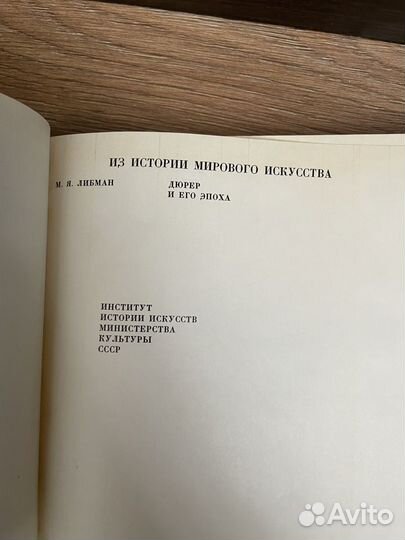 ИЗ ИСТОРИИ МИРОВОГО ИСКУССТВА
М. Я. ЛИБМАН ДЮРЕР
И ЕГО ЭПОХА
ИНСТИТУТ
ИСТОРИИ ИСКУССТВ
МИНИСТЕРСТВА
КУЛЬТУРЫ
СССР
Avito